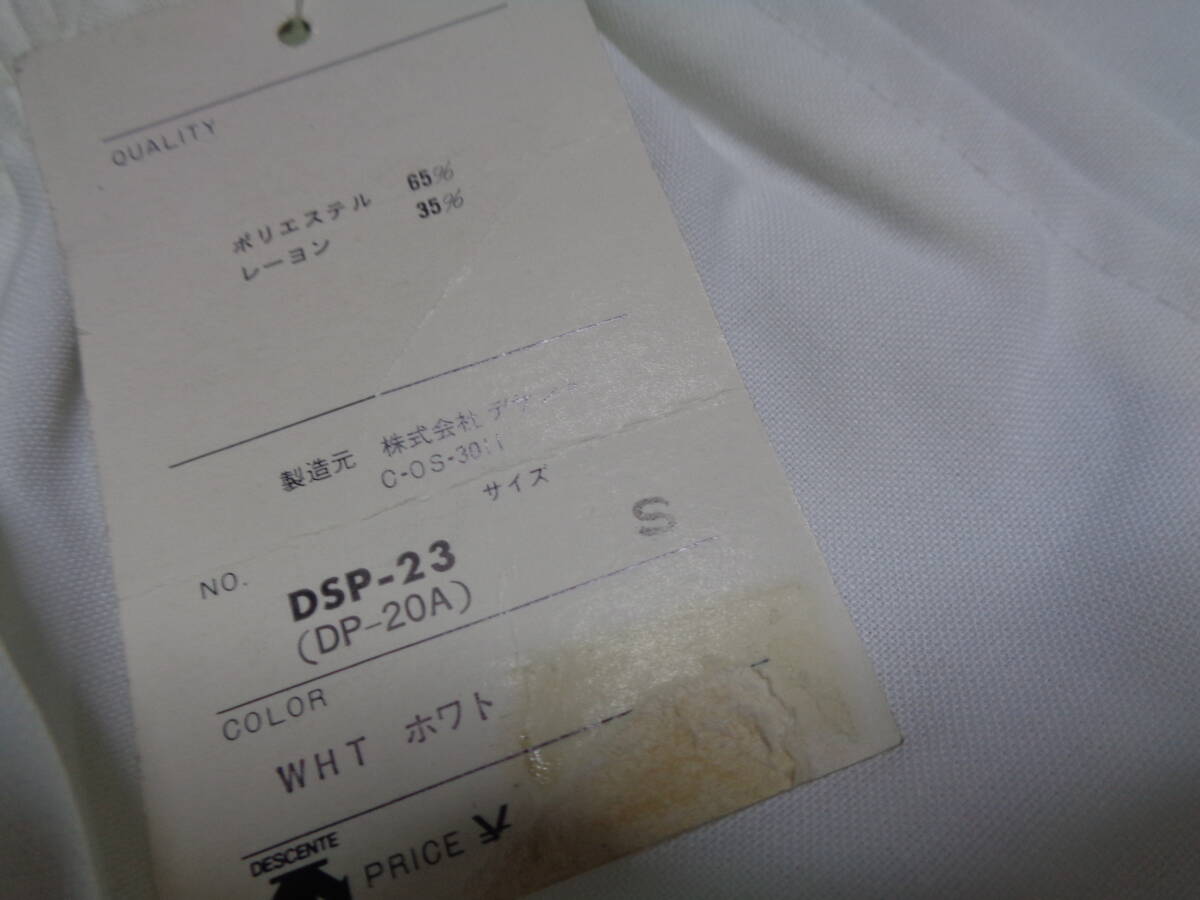 QUALITY
ポリエステル 65%
レーヨン 35%
製造元 株式会社 デサント
C-OS-3011
サイズ
NO. DSP-23 S
(DP-20A)
COLOR
WHT ホワト
DESCENTE
PRICE ¥